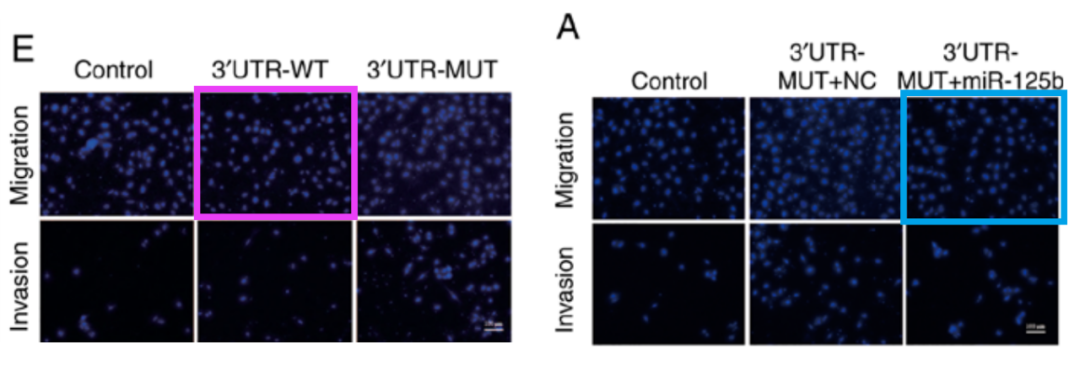 E
Control 3′UTR-WT 3′UTR-MUT
Migration
Invasion
A
Control 3′UTR-MUT+NC 3′UTR-MUT+miR-125b
Migration
Invasion